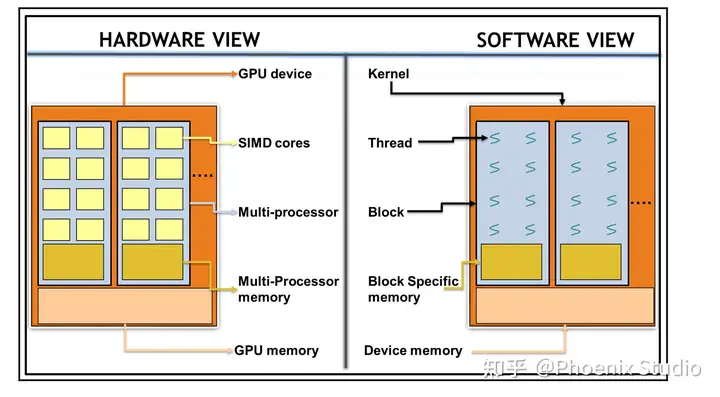 HARDWARE VIEW
SOFTWARE VIEW
GPU device
SIMD cores
Multi-processor
Multi-Processor
memory
GPU memory
Kernel
Thread
Block
Block Specific
memory
Device memory
知乎 @Phoenix Studio